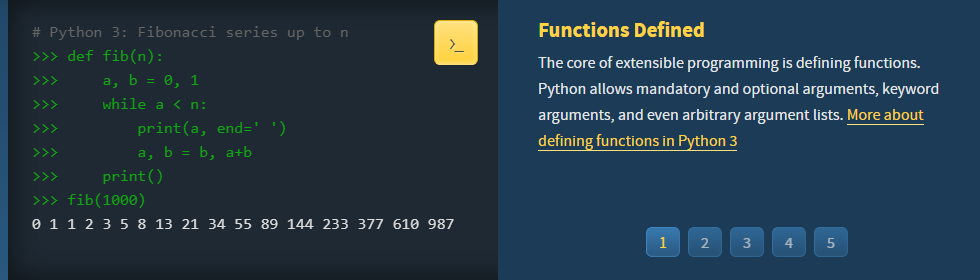 # Python 3: Fibonacci series up to n
>>> def fib(n):
>>>     a, b = 0, 1
>>>     while a < n:
>>>         print(a, end=' ')
>>>         a, b = b, a+b
>>>     print()
>>> fib(1000)
0 1 1 2 3 5 8 13 21 34 55 89 144 233 377 610 987
>_
Functions Defined
The core of extensible programming is defining functions.
Python allows mandatory and optional arguments, keyword
arguments, and even arbitrary argument lists. More about
defining functions in Python 3
1 2 3 4 5